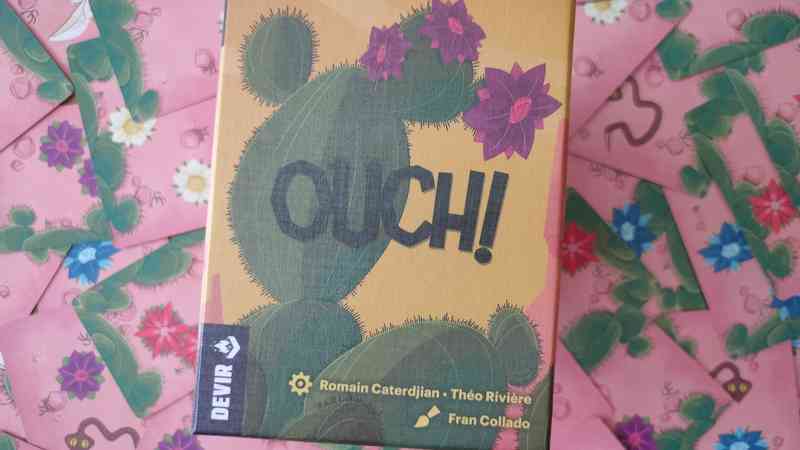 OUCH!
DEVIR
Romain Caterdjian • Théo Rivière
Fran Collado